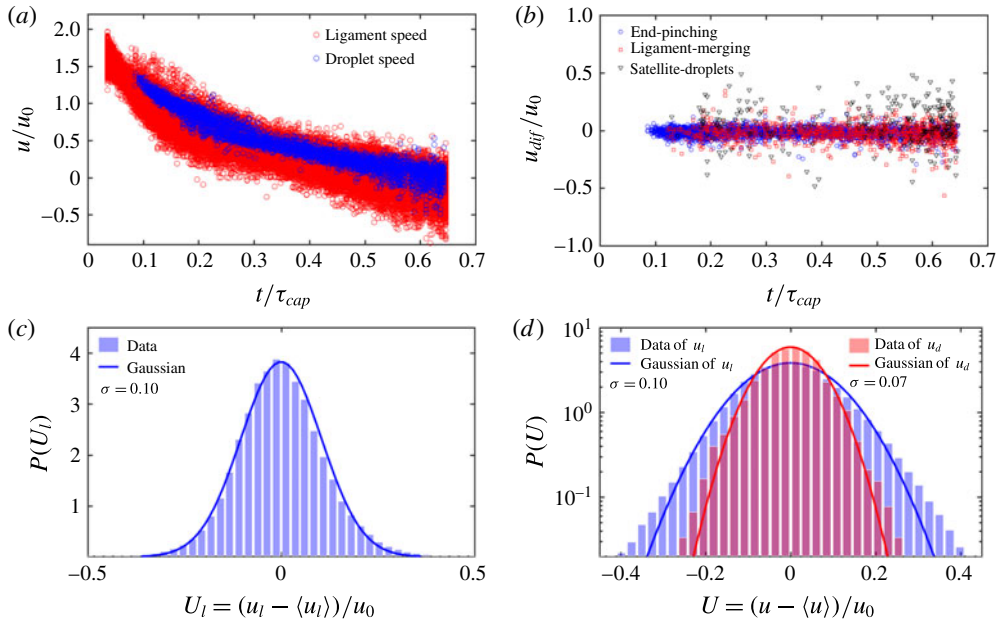 (a)
2.0
1.5
1.0
0.5
0
−0.5
u/u0
Ligament speed
Droplet speed
0 0.1 0.2 0.3 0.4 0.5 0.6 0.7
t/τcap
(b)
1.0
0.5
0
−0.5
−1.0
udif/u0
End-pinching
Ligament-merging
Satellite-droplets
0 0.1 0.2 0.3 0.4 0.5 0.6 0.7
t/τcap
(c)
4
3
2
1
P(Ul)
Data
Gaussian
σ = 0.10
−0.5 0 0.5
Ul = (ul − ⟨ul⟩)/u0
(d)
10^1
10^0
10^−1
P(U)
Data of ul
Gaussian of ul
σ = 0.10
Data of ud
Gaussian of ud
σ = 0.07
−0.4 −0.2 0 0.2 0.4
U = (u − ⟨u⟩)/u0